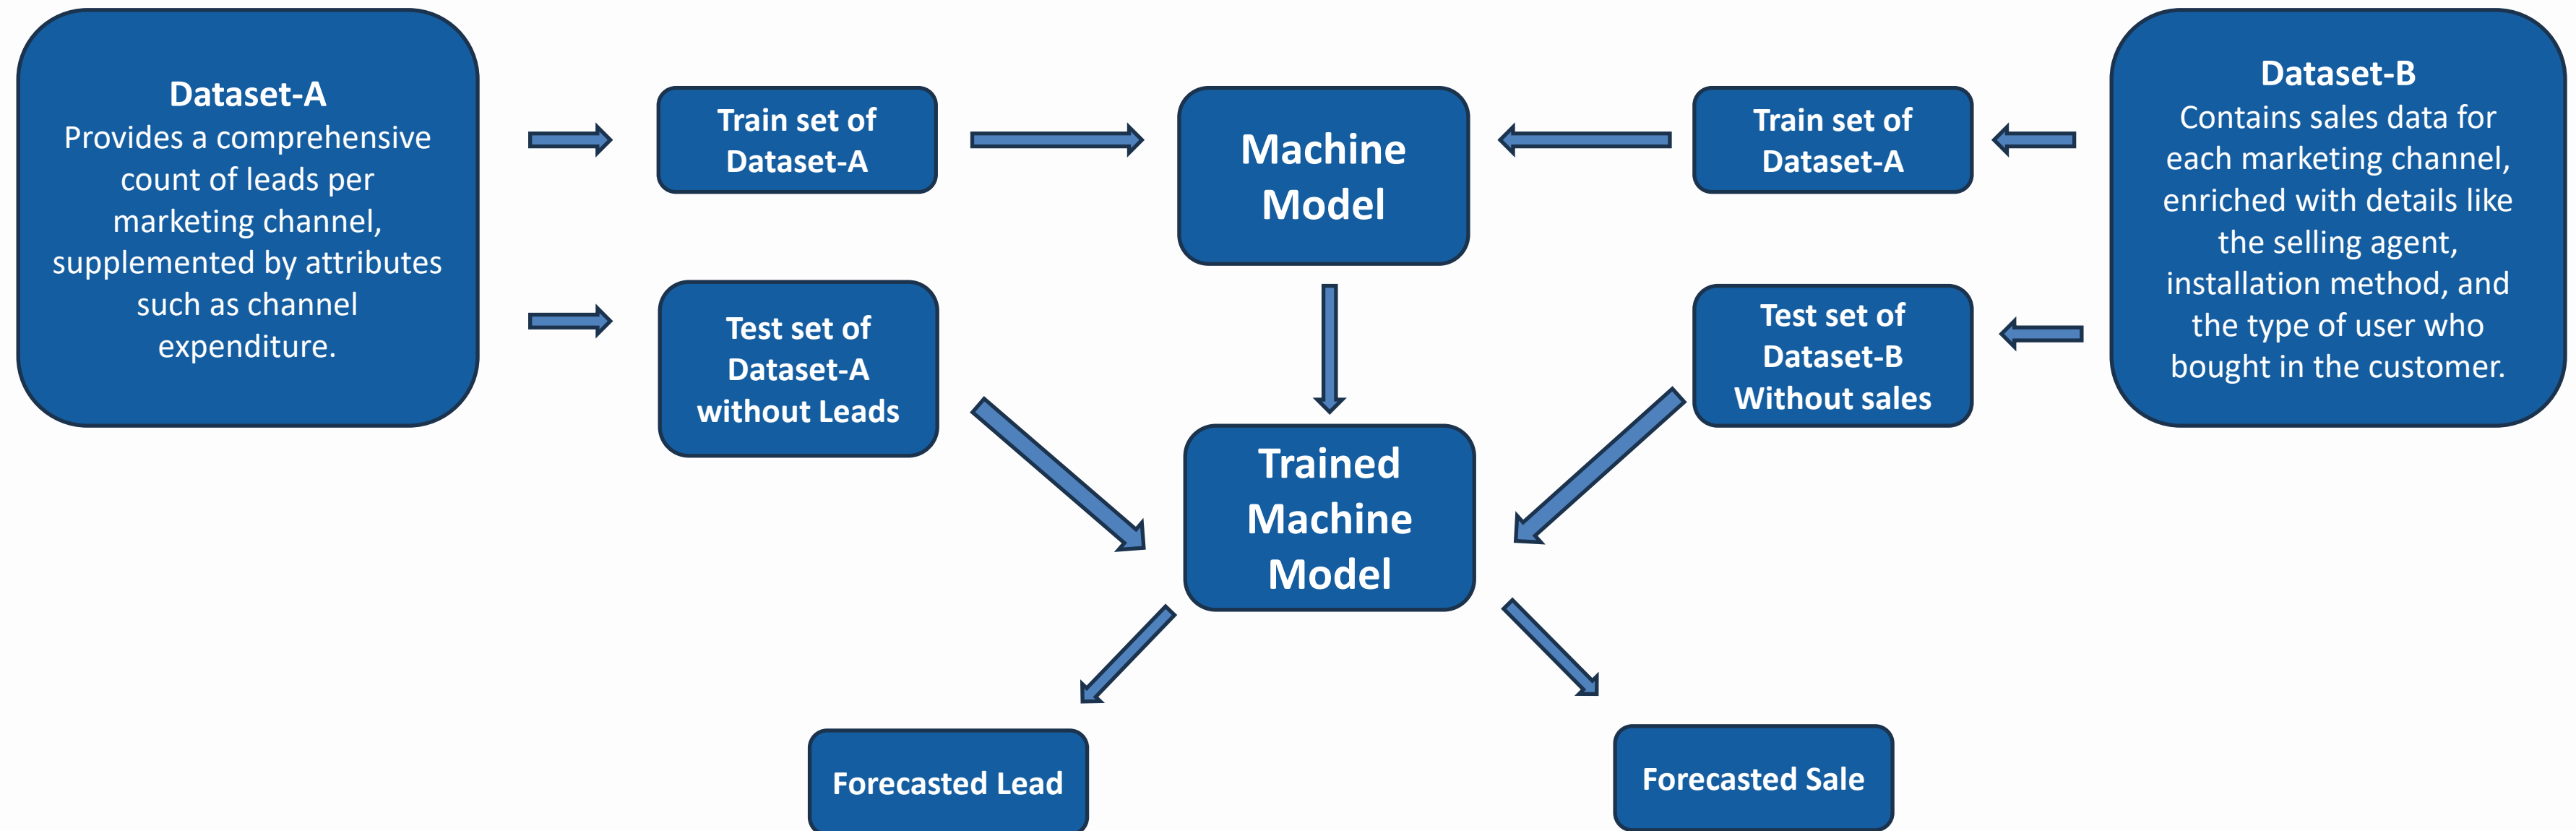 Dataset-A
Provides a comprehensive
count of leads per
marketing channel,
supplemented by attributes
such as channel
expenditure.
Train set of
Dataset-A
Test set of
Dataset-A
without Leads
Machine
Model
Trained
Machine
Model
Train set of
Dataset-A
Test set of
Dataset-B
Without sales
Dataset-B
Contains sales data for
each marketing channel,
enriched with details like
the selling agent,
installation method, and
the type of user who
bought in the customer.
Forecasted Lead
Forecasted Sale